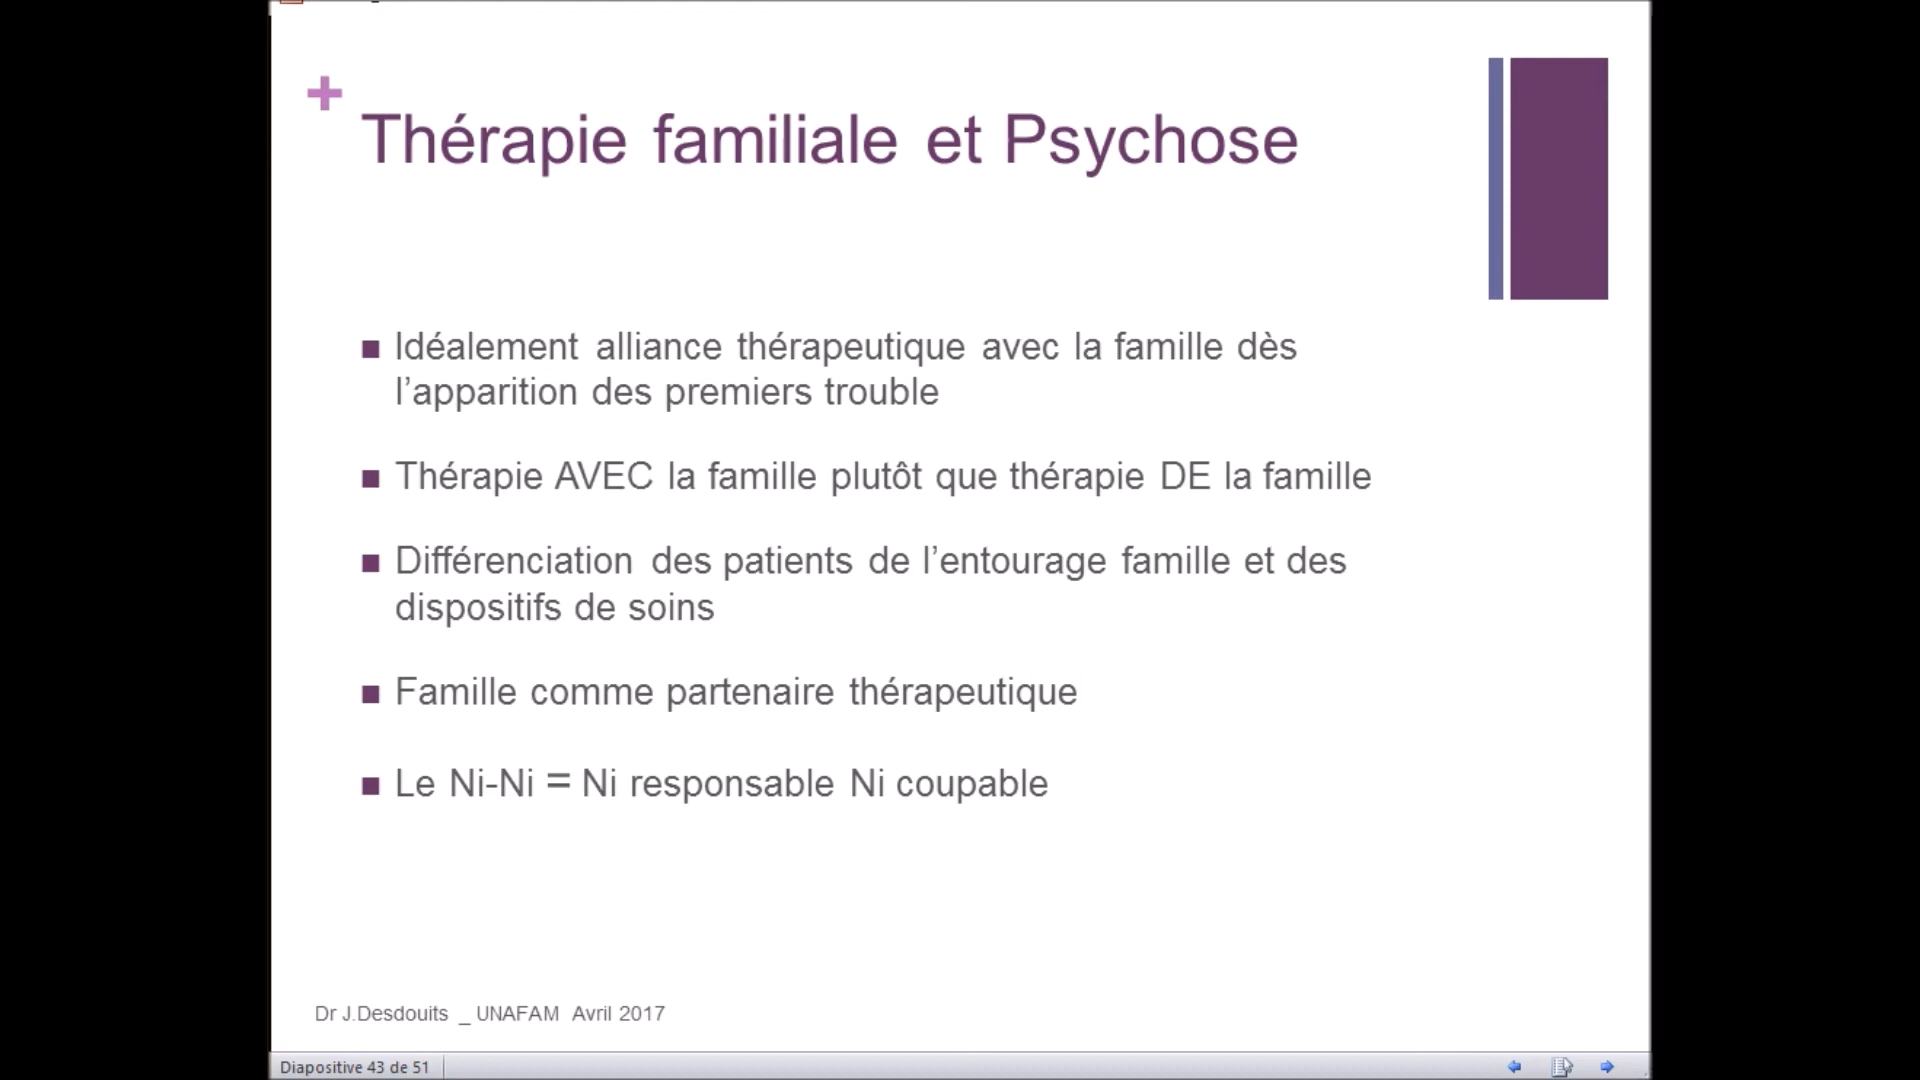 Thérapie familiale et Psychose
Idéalement alliance thérapeutique avec la famille dès
l’apparition des premiers trouble
Thérapie AVEC la famille plutôt que thérapie DE la famille
Différenciation des patients de l’entourage famille et des
dispositifs de soins
Famille comme partenaire thérapeutique
Le Ni-Ni = Ni responsable Ni coupable
Dr J.Desdouits _ UNAFAM Avril 2017
Diapositive 43 de 51